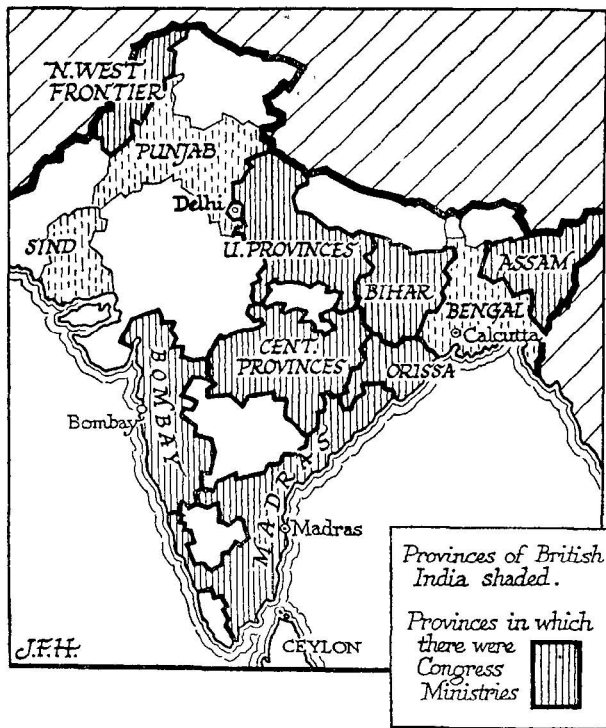 N. WEST
FRONTIER
PUNJAB
Delhi
SIND
U. PROVINCES
ASSAM
BIHAR
BENGAL
Calcutta
CENT.
PROVINCES
ORISSA
BOMBAY
Bombay
MADRAS
Madras
Provinces of British
India shaded.
Provinces in which
there were
Congress
Ministries
J.F.H.
CEYLON